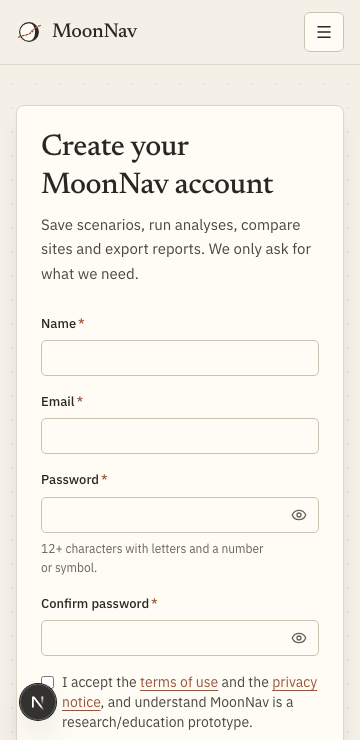 MoonNav
Create your
MoonNav account
Save scenarios, run analyses, compare
sites and export reports. We only ask for
what we need.
Name *
Email *
Password *
12+ characters with letters and a number
or symbol.
Confirm password *
I accept the terms of use and the privacy
notice, and understand MoonNav is a
research/education prototype.
N